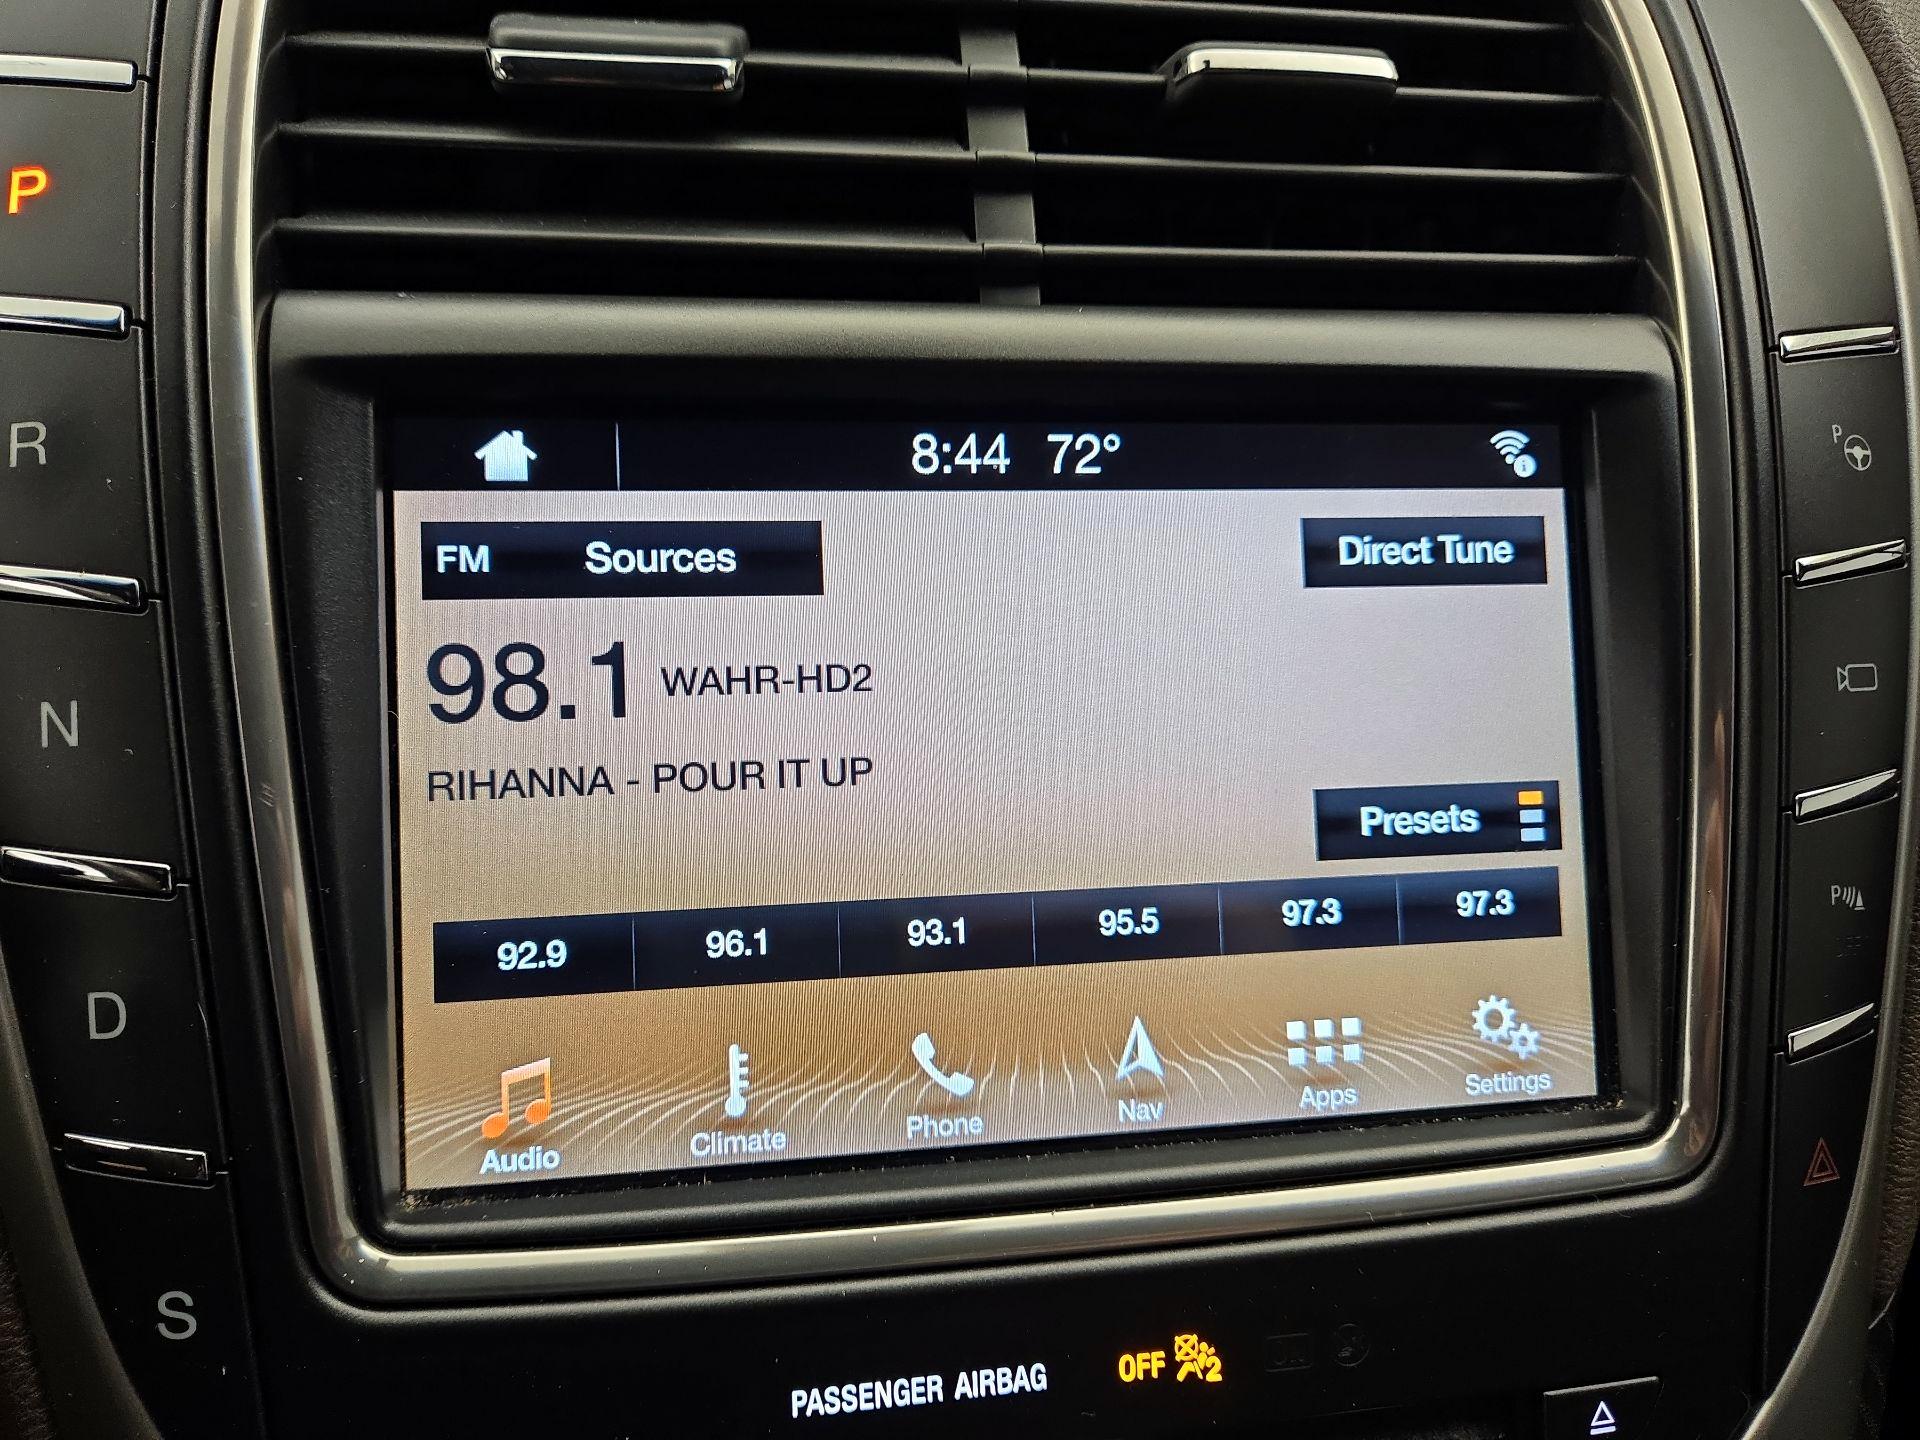 P
R
N
D
S
8:44 72°
FM Sources
Direct Tune
98.1 WAHR-HD2
RIHANNA - POUR IT UP
Presets
92.9 96.1 93.1 95.5 97.3 97.3
Audio Climate Phone Nav Apps Settings
P
P
PASSENGER AIRBAG OFF 2